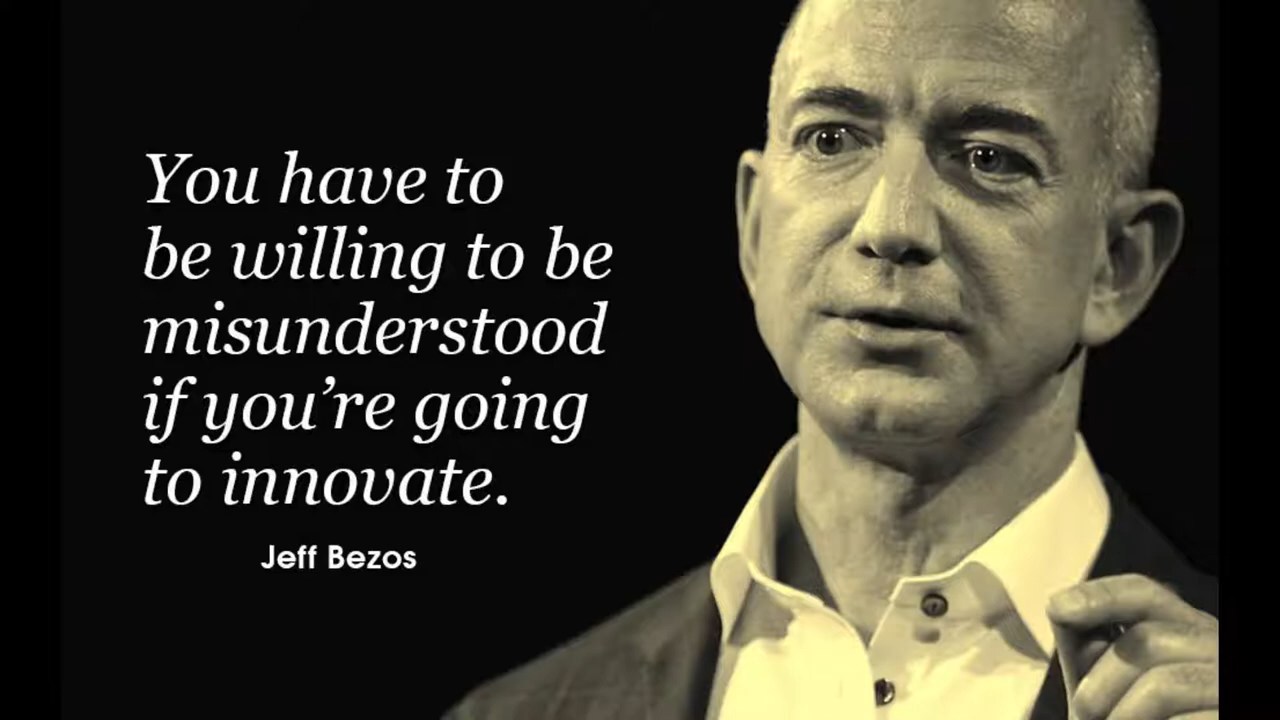 You have to
be willing to be
misunderstood
if you’re going
to innovate.
Jeff Bezos